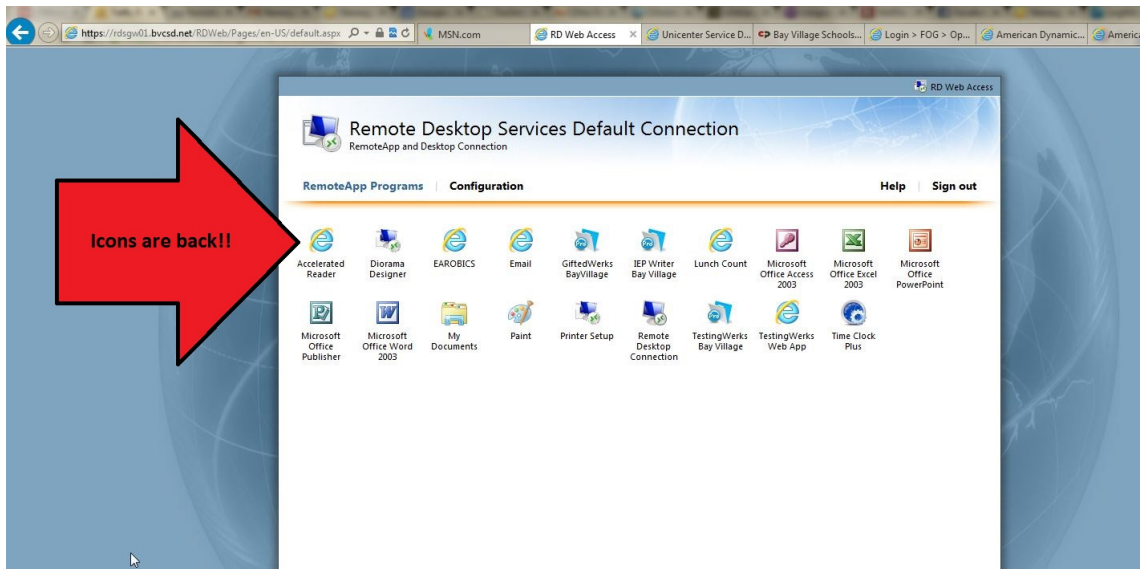 https://rdsgw01.bvcsd.net/RDWeb/Pages/en-US/default.aspx
MSN.com
RD Web Access
Unicenter Service D...
Bay Village Schools...
Login > FOG > Op...
American Dynamic...
America
RD Web Access
Remote Desktop Services Default Connection
RemoteApp and Desktop Connection
RemoteApp Programs | Configuration
Help | Sign out
Icons are back!!
Accelerated
Reader
Diorama
Designer
EAROBICS
Email
GiftedWerks
BayVillage
IEP Writer
Bay Village
Lunch Count
Microsoft
Office Access
2003
Microsoft
Office Excel
2003
Microsoft
Office
PowerPoint
Microsoft
Office
Publisher
Microsoft
Office Word
2003
My
Documents
Paint
Printer Setup
Remote
Desktop
Connection
TestingWerks
Bay Village
TestingWerks
Web App
Time Clock
Plus